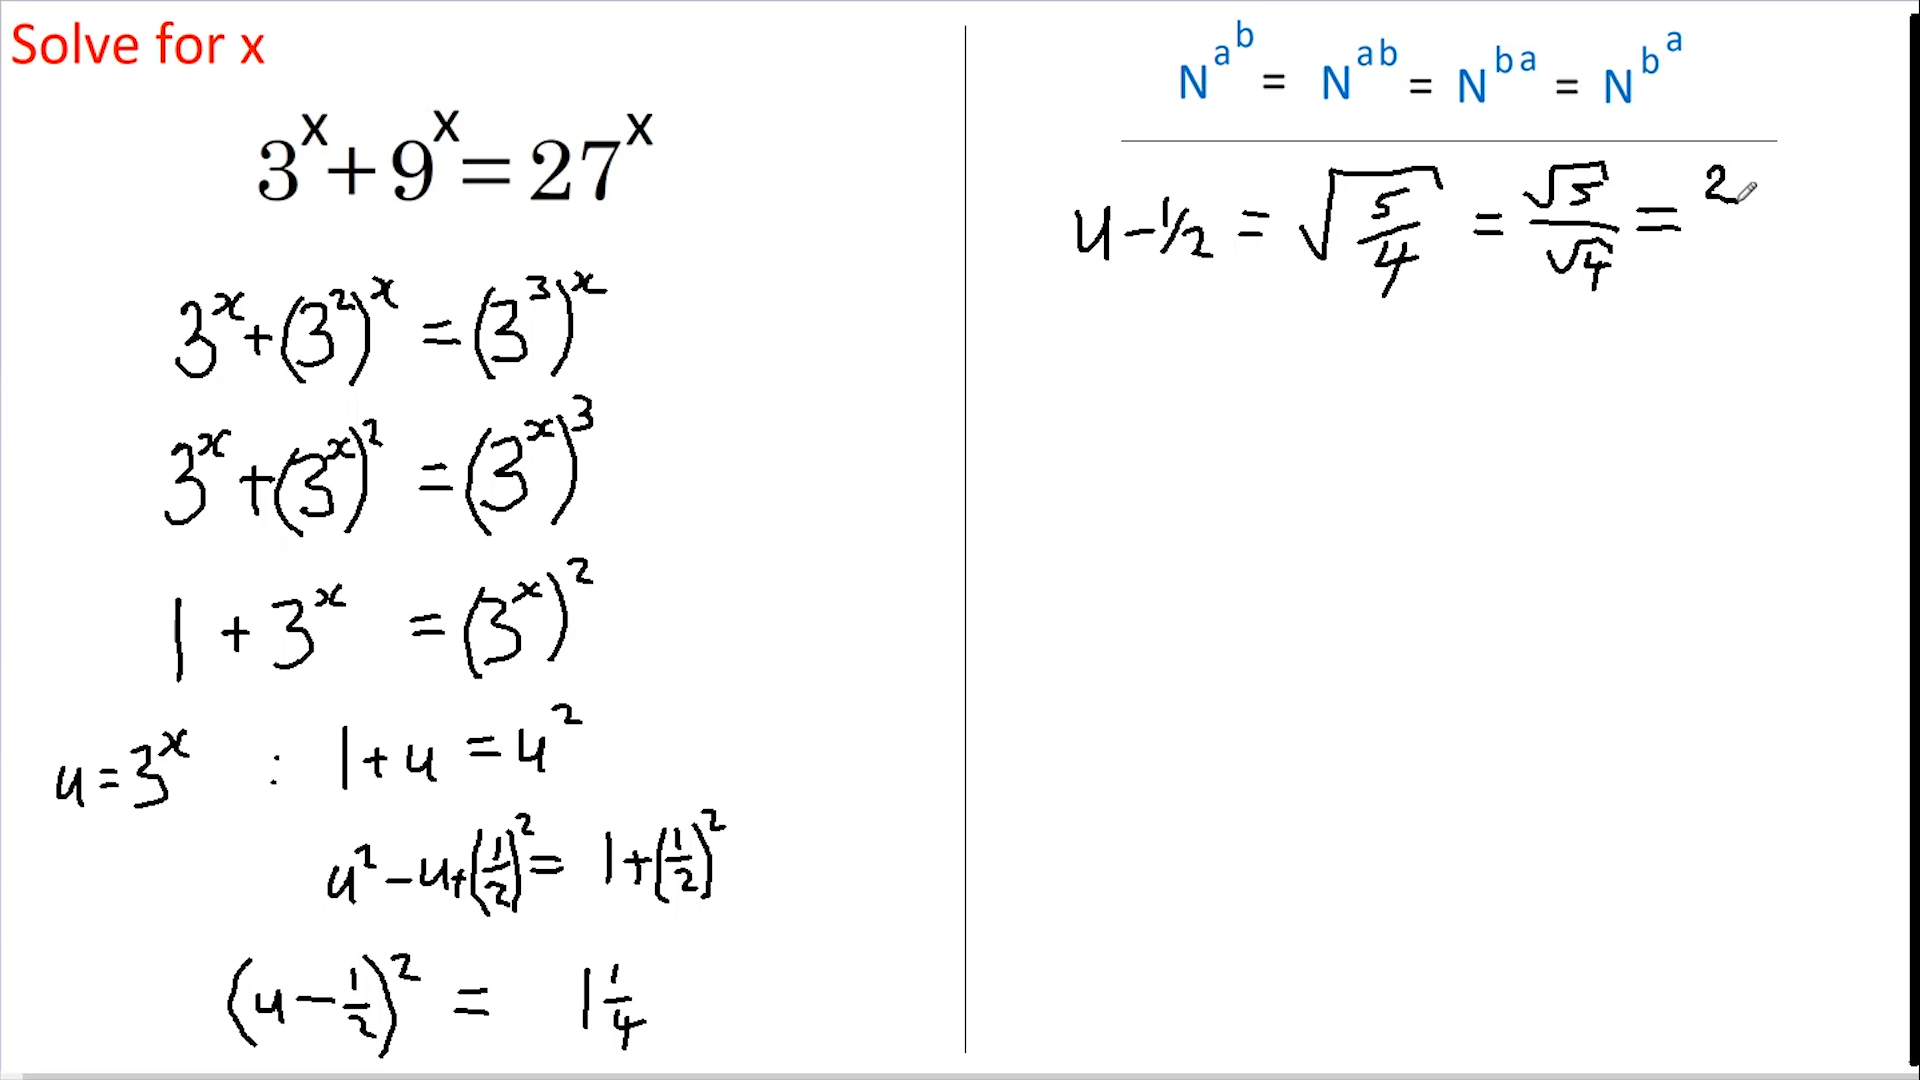 Solve for x
3^x + 9^x = 27^x
3^x + (3^2)^x = (3^3)^x
3^x + (3^x)^2 = (3^x)^3
1 + 3^x = (3^x)^2
u = 3^x : 1 + u = u^2
u^2 - u + (1/2)^2 = 1 + (1/2)^2
(u - 1/2)^2 = 1 1/4
N^a^b = N^ab = N^ba = N^b^a
u - 1/2 = √(5/4) = √5/√4 = 2